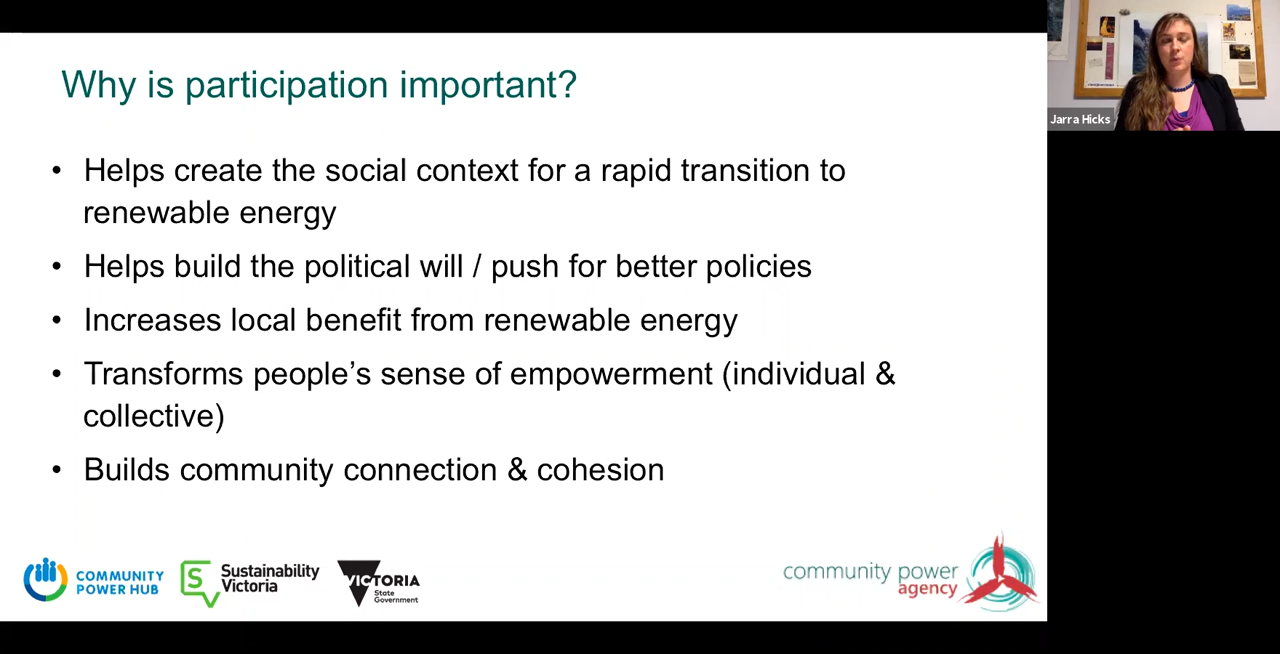 Why is participation important?
Jarra Hicks
• Helps create the social context for a rapid transition to
renewable energy
• Helps build the political will / push for better policies
• Increases local benefit from renewable energy
• Transforms people’s sense of empowerment (individual &
collective)
• Builds community connection & cohesion
COMMUNITY
POWER HUB
S
Sustainability
Victoria
VICTORIA
State
Government
community power
agency